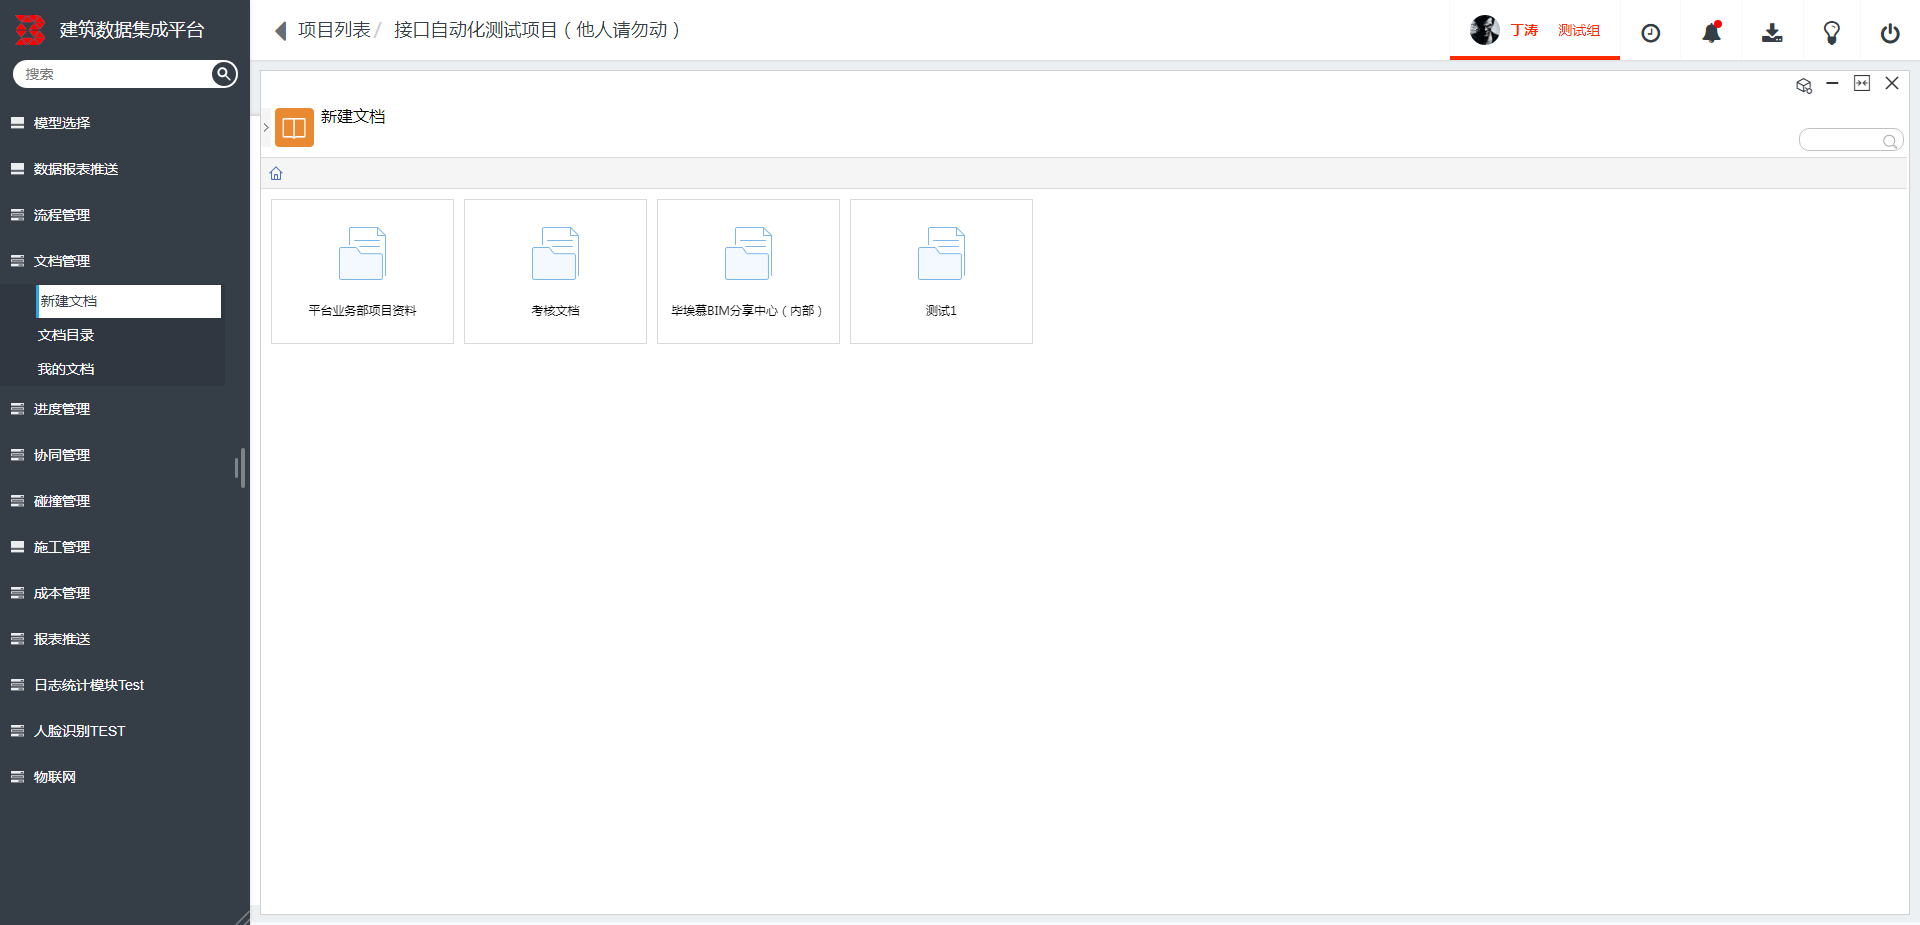 建筑数据集成平台
项目列表 / 接口自动化测试项目（他人请勿动）
丁涛 测试组
搜索
模型选择
数据报表推送
流程管理
文档管理
新建文档
文档目录
我的文档
进度管理
协同管理
碰撞管理
施工管理
成本管理
报表推送
日志统计模块Test
人脸识别TEST
物联网
新建文档
平台业务部项目资料
考核文档
毕埃慕BIM分享中心（内部）
测试1